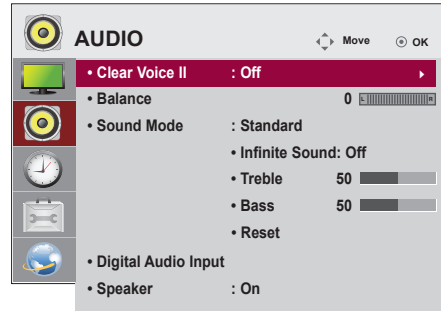 AUDIO Move OK
• Clear Voice II : Off
• Balance 0 L R
• Sound Mode : Standard
• Infinite Sound: Off
• Treble 50
• Bass 50
• Reset
• Digital Audio Input
• Speaker : On